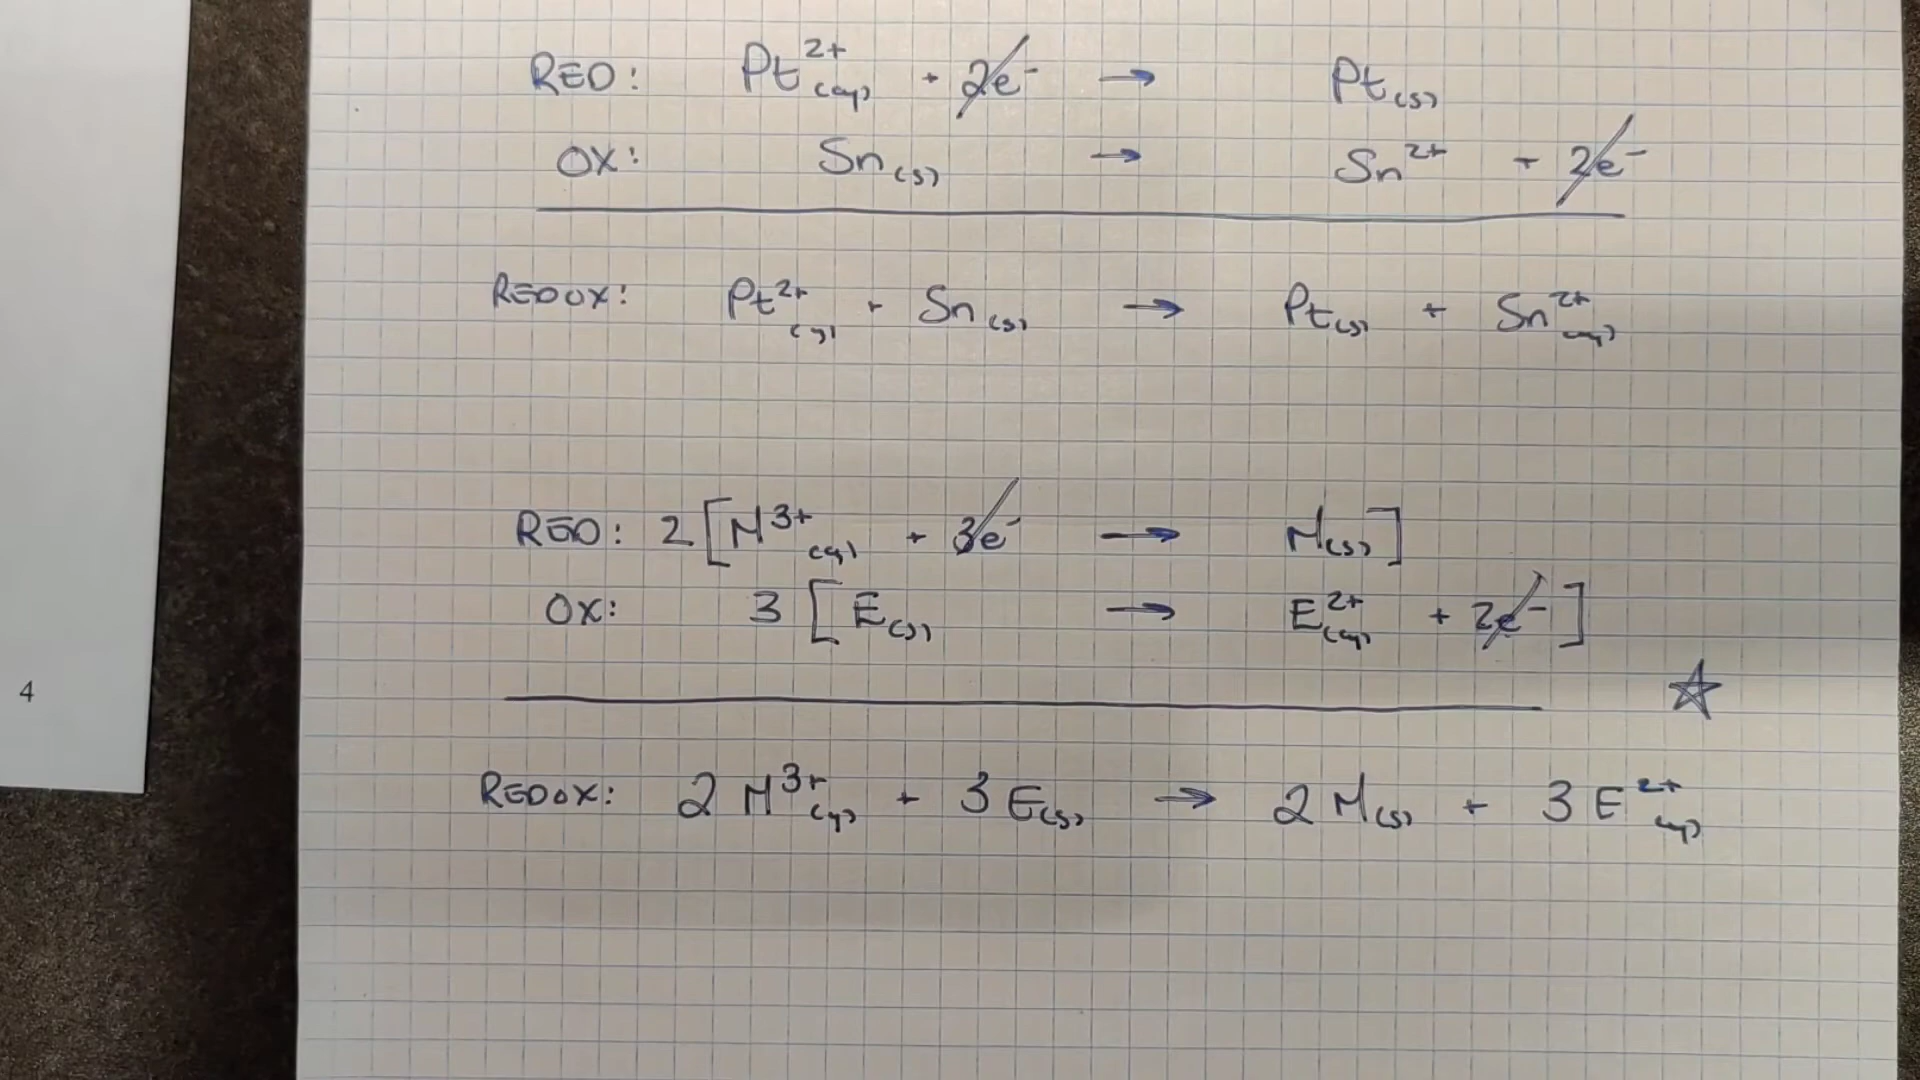 RED: Pt²⁺(aq) + 2e⁻ → Pt(s)
OX: Sn(s) → Sn²⁺ + 2e⁻
REDOX: Pt²⁺(aq) + Sn(s) → Pt(s) + Sn²⁺(aq)
RED: 2[M³⁺(aq) + 3e⁻ → M(s)]
OX: 3[E(s) → E²⁺(aq) + 2e⁻]
REDOX: 2M³⁺(aq) + 3E(s) → 2M(s) + 3E²⁺(aq)
4